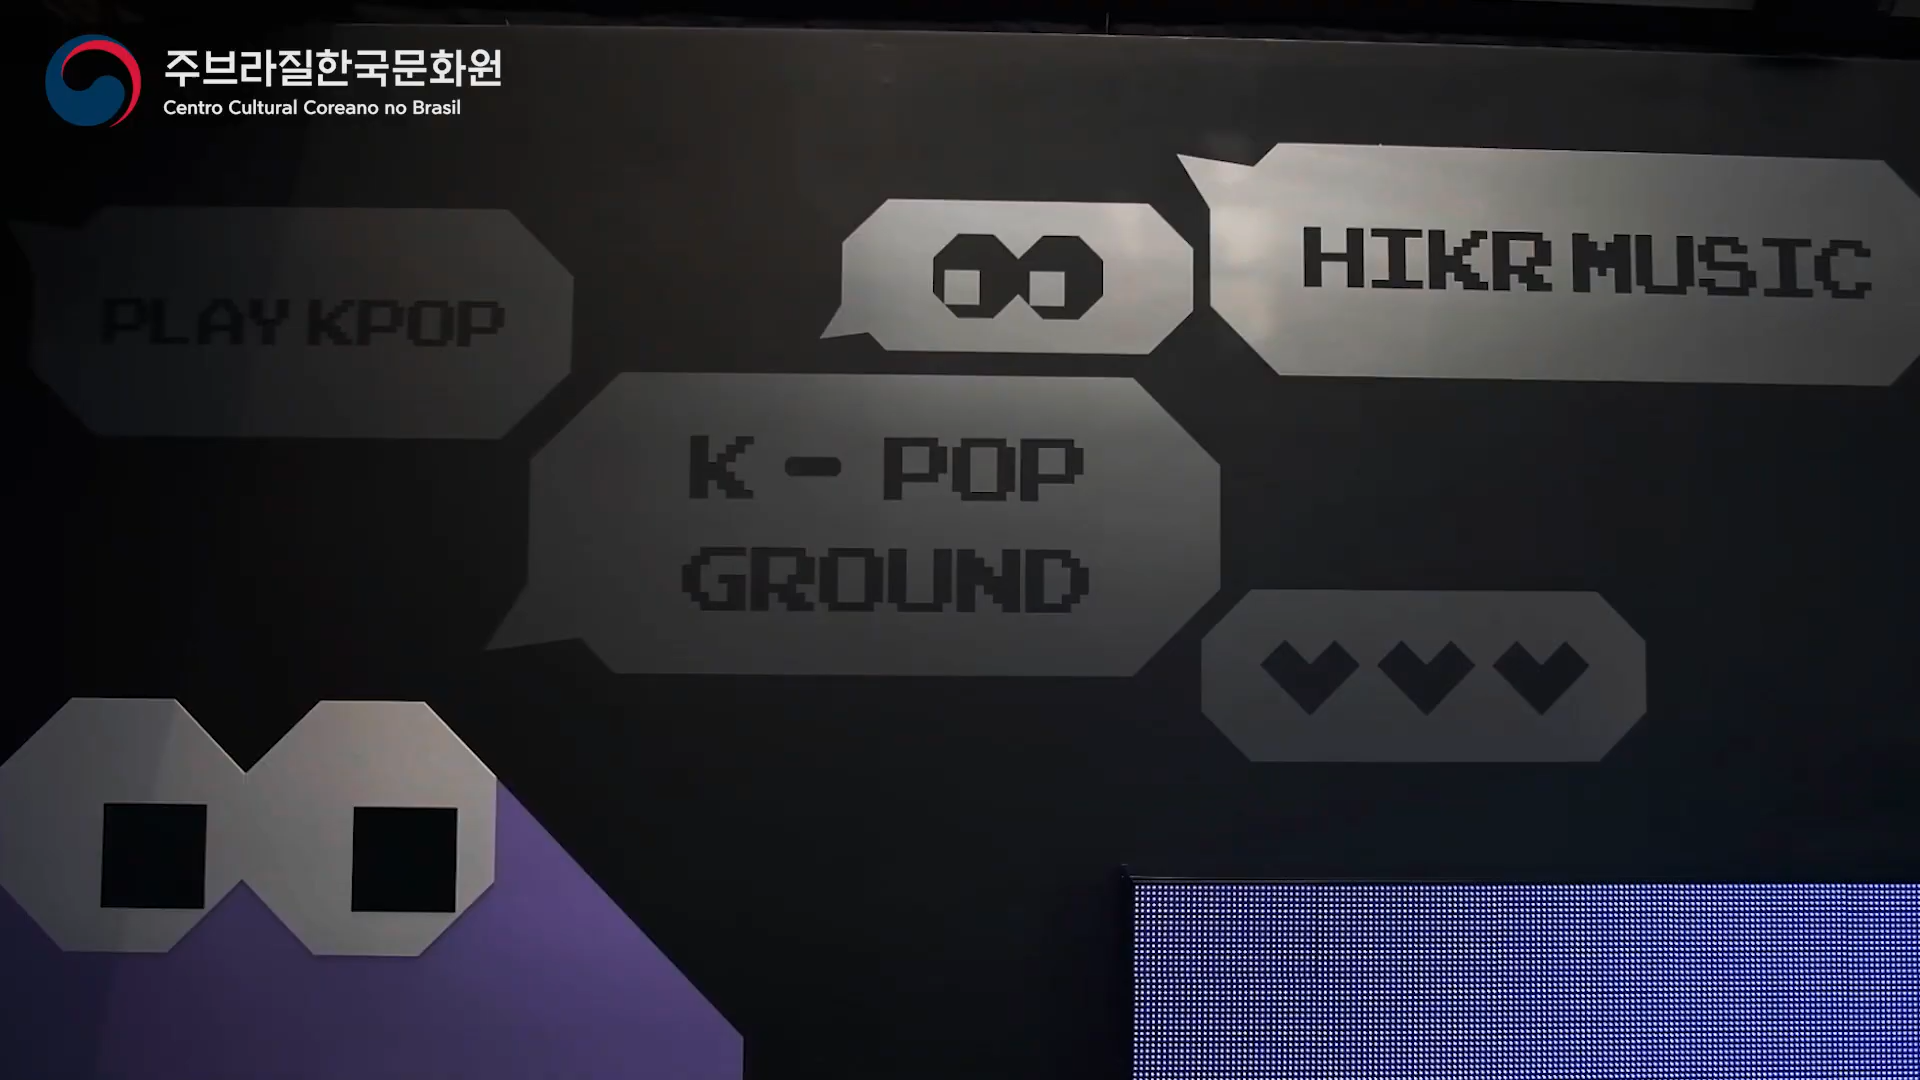 주브라질한국문화원
Centro Cultural Coreano no Brasil
HIKR MUSIC
PLAY KPOP
K - POP
GROUND